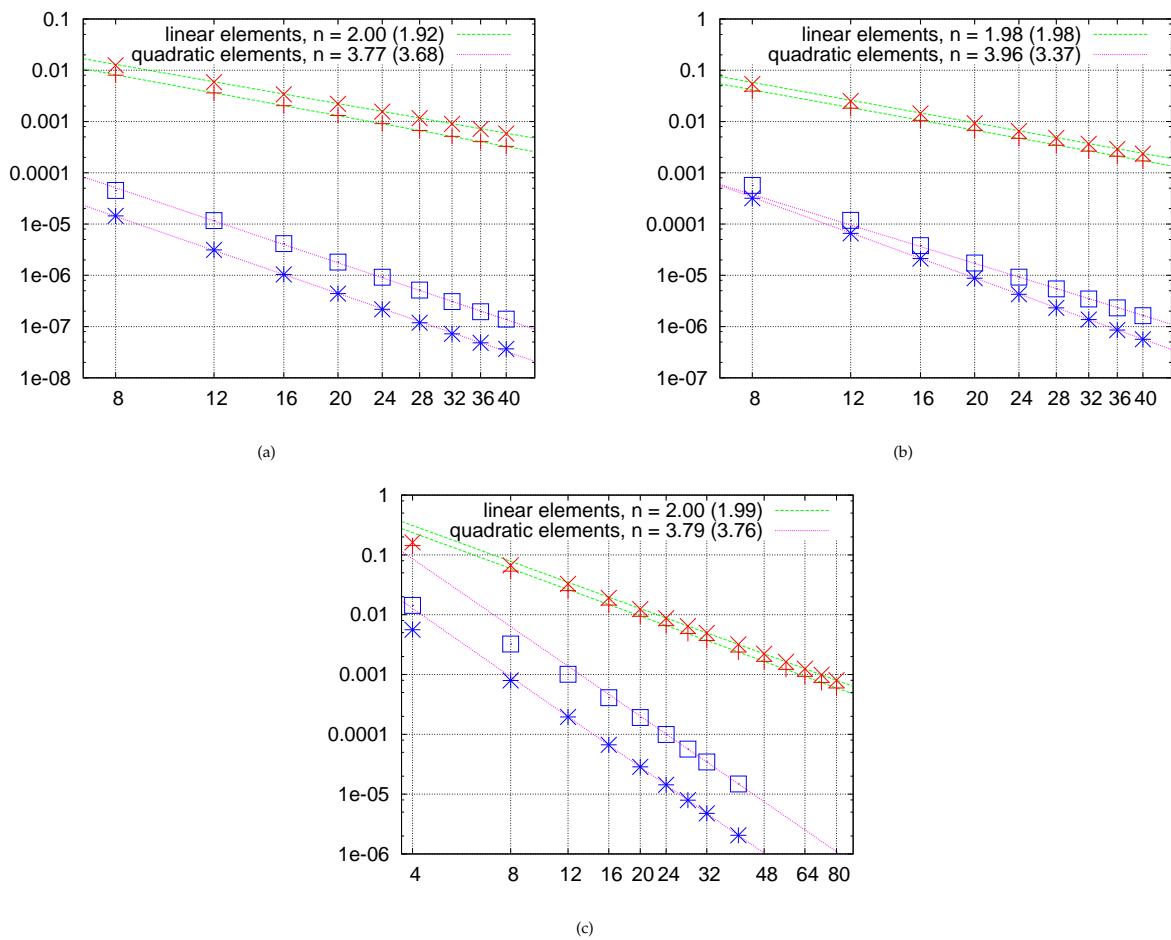 0.1
0.01
0.001
0.0001
1e-05
1e-06
1e-07
1e-08
8 12 16 20 24 28 32 36 40
linear elements, n = 2.00 (1.92)
quadratic elements, n = 3.77 (3.68)
(a)
1
0.1
0.01
0.001
0.0001
1e-05
1e-06
1e-07
8 12 16 20 24 28 32 36 40
linear elements, n = 1.98 (1.98)
quadratic elements, n = 3.96 (3.37)
(b)
1
0.1
0.01
0.001
0.0001
1e-05
1e-06
4 8 12 16 20 24 32 48 64 80
linear elements, n = 2.00 (1.99)
quadratic elements, n = 3.79 (3.76)
(c)